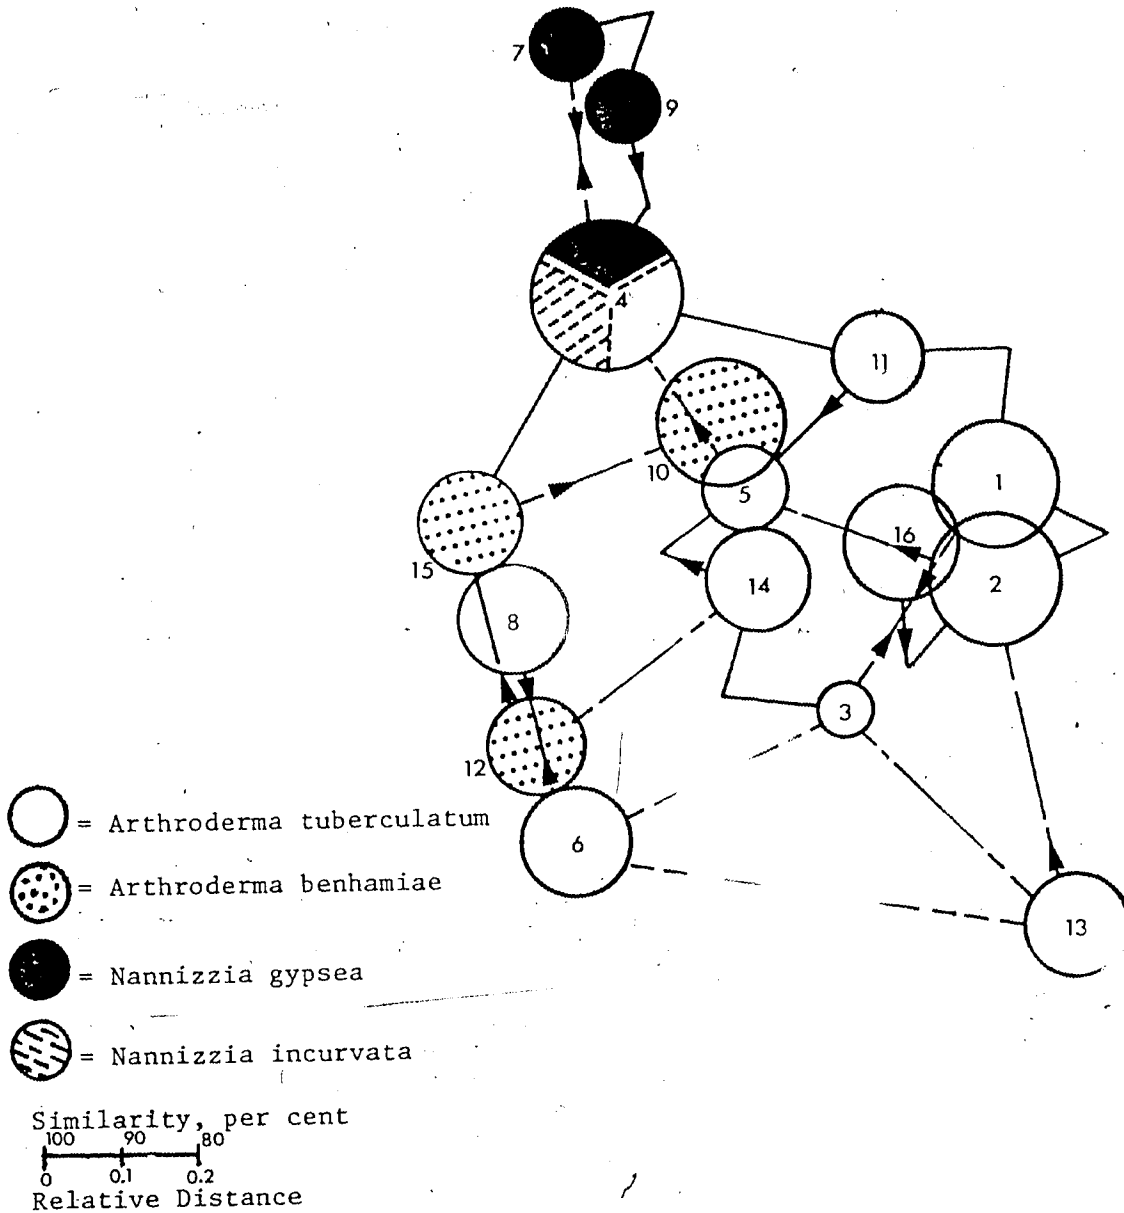 7
9
4
11
10
5
1
16
2
15
14
8
3
12
6
13
= Arthroderma tuberculatum
= Arthroderma benhamiae
= Nannizzia gypsea
= Nannizzia incurvata
Similarity, per cent
100 90 80
0 0.1 0.2
Relative Distance